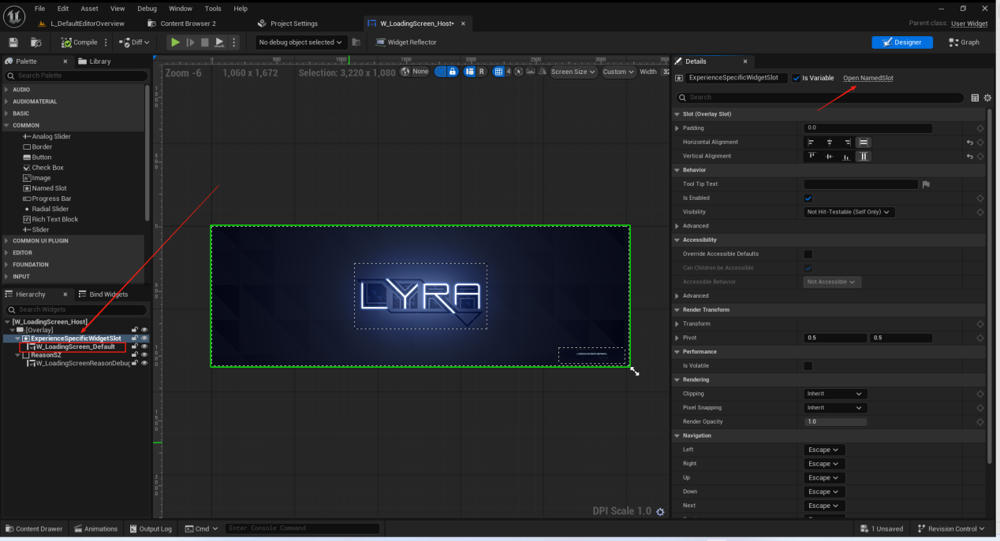 File Edit Asset View Debug Window Tools Help
L_DefaultEditorOverview
Content Browser 2
Project Settings
W_LoadingScreen_Host•
Parent class: User Widget
Compile
Diff
No debug object selected
Widget Reflector
Designer
Graph
Palette
Library
Search Palette
AUDIO
AUDIOMATERIAL
BASIC
COMMON
Analog Slider
Border
Button
Check Box
Image
Named Slot
Progress Bar
Radial Slider
Rich Text Block
Slider
COMMON UI PLUGIN
EDITOR
FOUNDATION
INPUT
Hierarchy
Bind Widgets
Search Widgets
[W_LoadingScreen_Host]
[Overlay]
ExperienceSpecificWidgetSlot
W_LoadingScreen_Default
ReasonSZ
W_LoadingScreenReasonDebug
0 500 1000 1500 2000 2500 3000 350
Zoom -6
1,060 x 1,672
Selection: 3,220 x 1,080
None
R
4
Screen Size
Custom
Width
32
LYRA
DPI Scale 1.0
Details
ExperienceSpecificWidgetSlot
Is Variable
Open NamedSlot
Search
Slot (Overlay Slot)
Padding 0.0
Horizontal Alignment
Vertical Alignment
Behavior
Tool Tip Text
Is Enabled
Visibility Not Hit-Testable (Self Only)
Advanced
Accessibility
Override Accessible Defaults
Can Children be Accessible
Accessible Behavior Not Accessible
Advanced
Render Transform
Transform
Pivot 0.5 0.5
Performance
Is Volatile
Rendering
Clipping Inherit
Pixel Snapping Inherit
Render Opacity 1.0
Navigation
Left Escape
Right Escape
Up Escape
Down Escape
Next Escape
Content Drawer
Animations
Output Log
Cmd
Enter Console Command
1 Unsaved
Revision Control